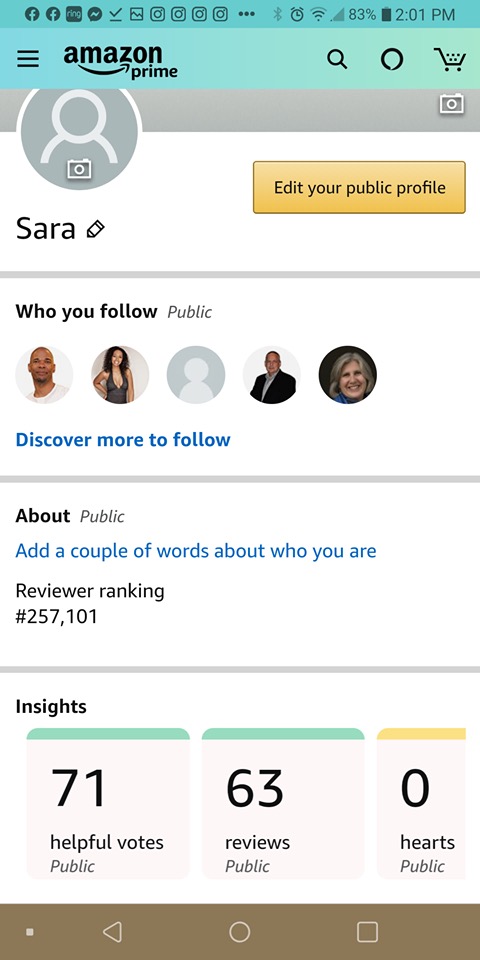 ring 83% 2:01 PM
amazon
prime
Edit your public profile
Sara
Who you follow Public
Discover more to follow
About Public
Add a couple of words about who you are
Reviewer ranking
#257,101
Insights
71 63 0
helpful votes reviews hearts
Public Public Public